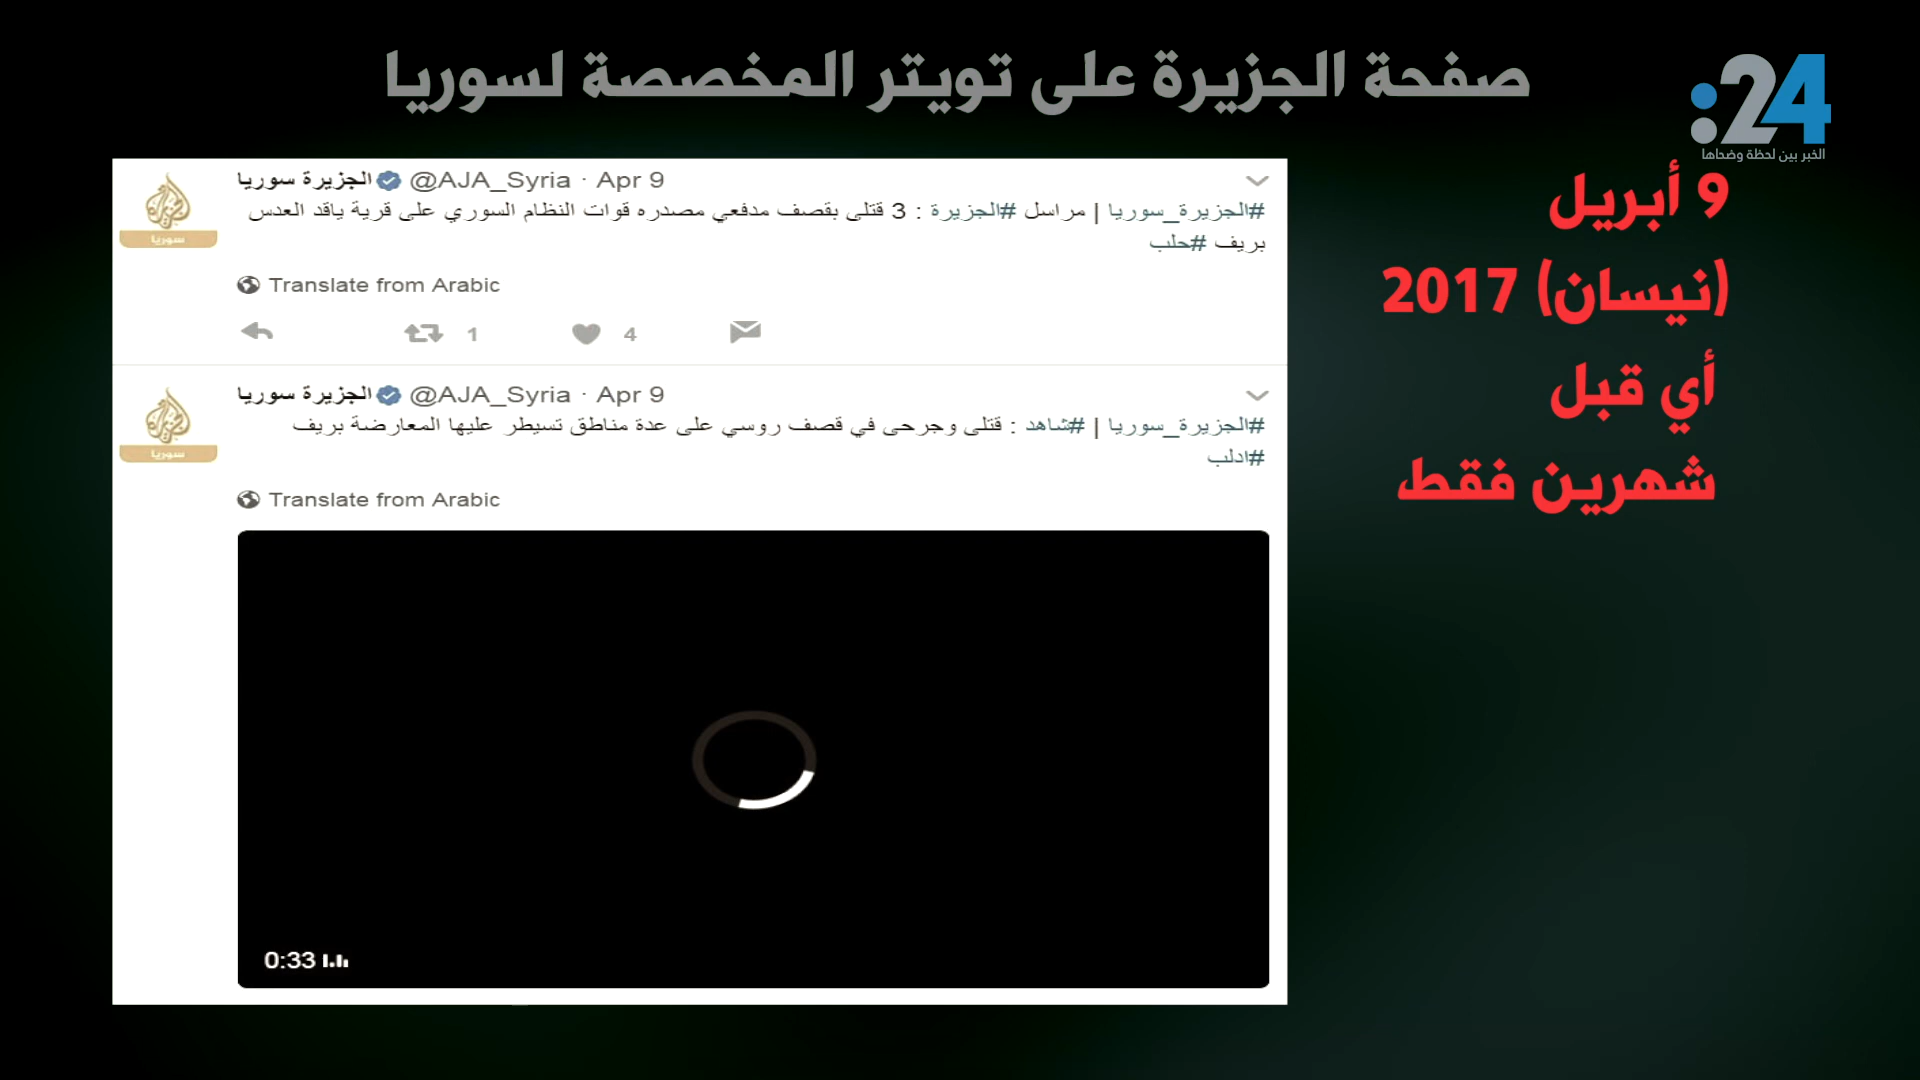 صفحة الجزيرة على تويتر المخصصة لسوريا
:24
الخبر بين لحظة وضحاها
9 أبريل
(نيسان) 2017
أي قبل
شهرين فقط
الجزيرة سوريا @AJA_Syria · Apr 9
#الجزيرة_سوريا | مراسل #الجزيرة : 3 قتلى بقصف مدفعي مصدره قوات النظام السوري على قرية ياقد العدس
بريف #حلب
سوريا
Translate from Arabic
1 4
الجزيرة سوريا @AJA_Syria · Apr 9
#الجزيرة_سوريا | #شاهد : قتلى وجرحى في قصف روسي على عدة مناطق تسيطر عليها المعارضة بريف
#ادلب
سوريا
Translate from Arabic
0:33